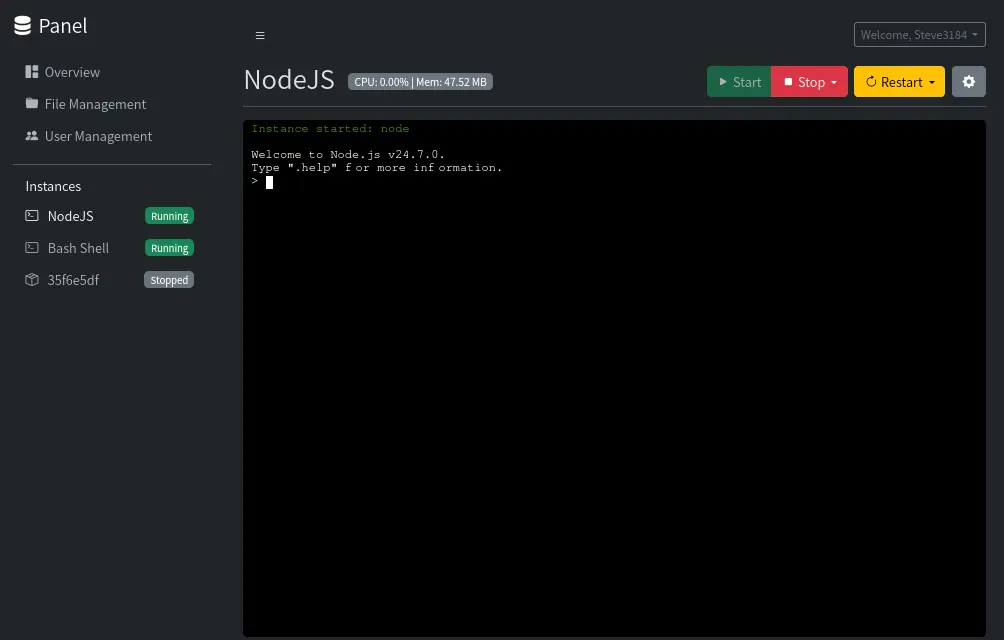 Panel
Overview
File Management
User Management
Instances
NodeJS Running
Bash Shell Running
35f6e5df Stopped
Welcome, Steve3184
NodeJS CPU: 0.00% | Mem: 47.52 MB
Start Stop Restart
Instance started: node
Welcome to Node.js v24.7.0.
Type ".help" for more information.
>